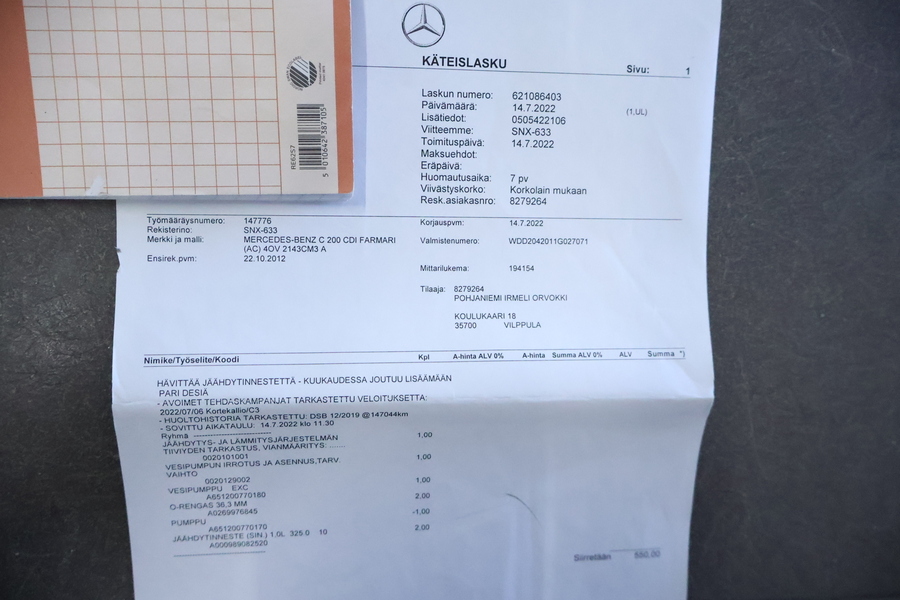 RE6257
5 010642 387105
KÄTEISLASKU
Sivu: 1
Laskun numero: 621086403
Päivämäärä: 14.7.2022 (1,UL)
Lisätiedot: 0505422106
Viitteemme: SNX-633
Toimituspäivä: 14.7.2022
Maksuehdot:
Eräpäivä:
Huomautusaika: 7 pv
Viivästyskorko: Korkolain mukaan
Resk.asiakasnro: 8279264
Työmääräysnumero: 147776
Rekisterino: SNX-633
Merkki ja malli: MERCEDES-BENZ C 200 CDI FARMARI
(AC) 4OV 2143CM3 A
Ensirek.pvm: 22.10.2012
Korjauspvm: 14.7.2022
Valmistenumero: WDD2042011G027071
Mittarilukema: 194154
Tilaaja: 8279264
POHJANIEMI IRMELI ORVOKKI
KOULUKAARI 18
35700 VILPPULA
Nimike/Työselite/Koodi Kpl A-hinta ALV 0% A-hinta Summa ALV 0% ALV Summa *)
HÄVITTÄÄ JÄÄHDYTINNESTETTÄ - KUUKAUDESSA JOUTUU LISÄÄMÄÄN
PARI DESIÄ
- AVOIMET TEHDASKAMPANJAT TARKASTETTU VELOITUKSETTA:
2022/07/06 Kortekallio/C3
- HUOLTOHISTORIA TARKASTETTU: DSB 12/2019 @147044km
- SOVITTU AIKATAULU: 14.7.2022 klo 11.30
Ryhmä --------------------
JÄÄHDYTYS- JA LÄMMITYSJÄRJESTELMÄN 1,00
TIIVIYDEN TARKASTUS, VIANMÄÄRITYS: ......
0020101001
VESIPUMPUN IRROTUS JA ASENNUS,TARV. 1,00
VAIHTO
0020129002
VESIPUMPPU EXC 1,00
A651200770180
O-RENGAS 36,3 MM 2,00
A0269976845
PUMPPU -1,00
A651200770170
JÄÄHDYTINNESTE (SIN.) 1,0L 325.0 10 2,00
A000989082520
Siirretään 550,00